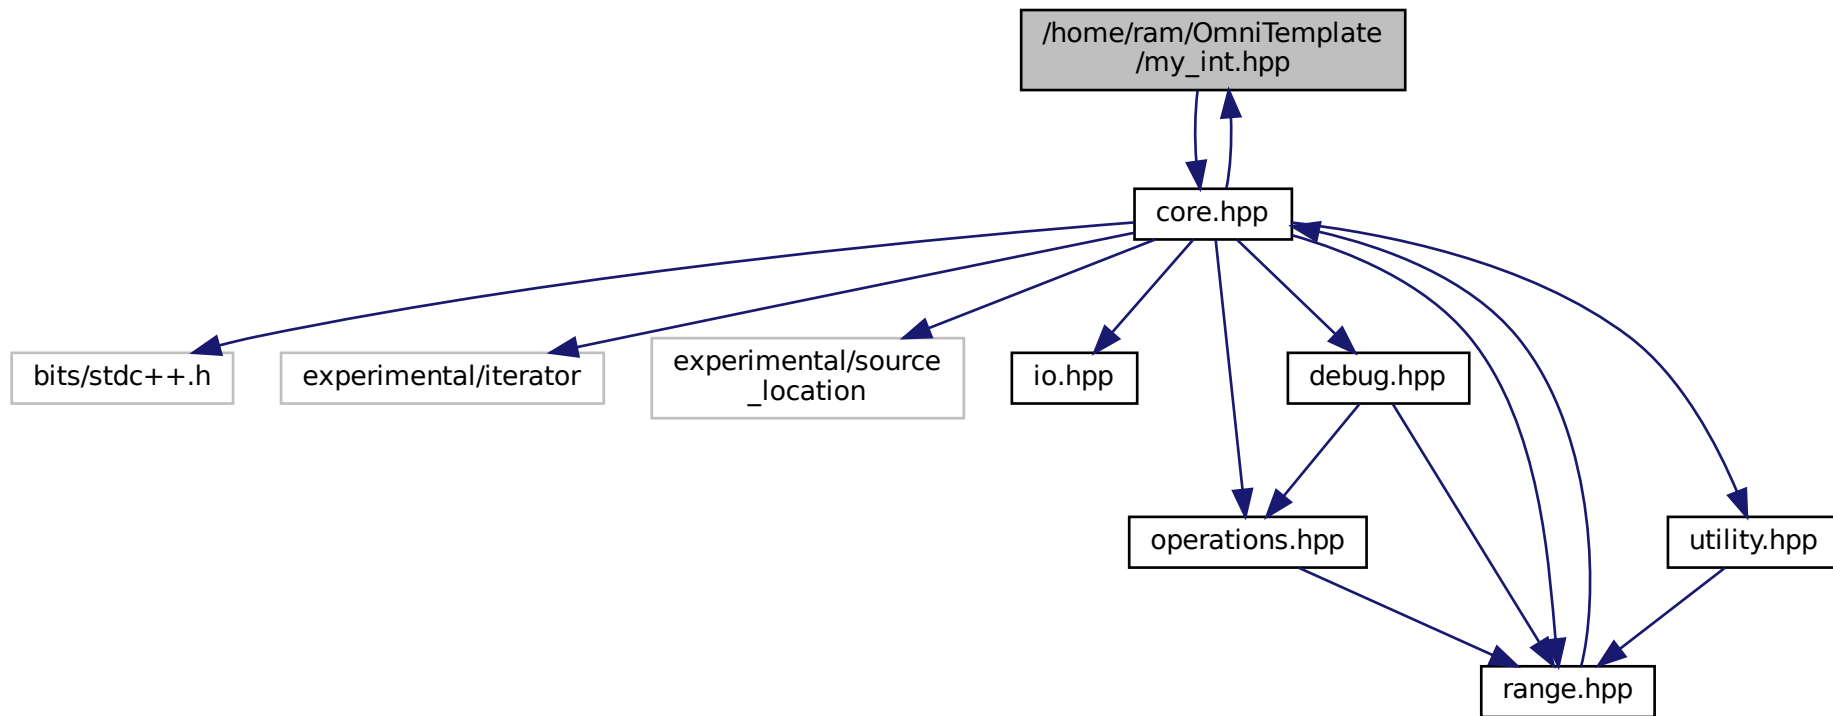 /home/ram/OmniTemplate
/my_int.hpp
core.hpp
bits/stdc++.h
experimental/iterator
experimental/source
_location
io.hpp
debug.hpp
operations.hpp
utility.hpp
range.hpp